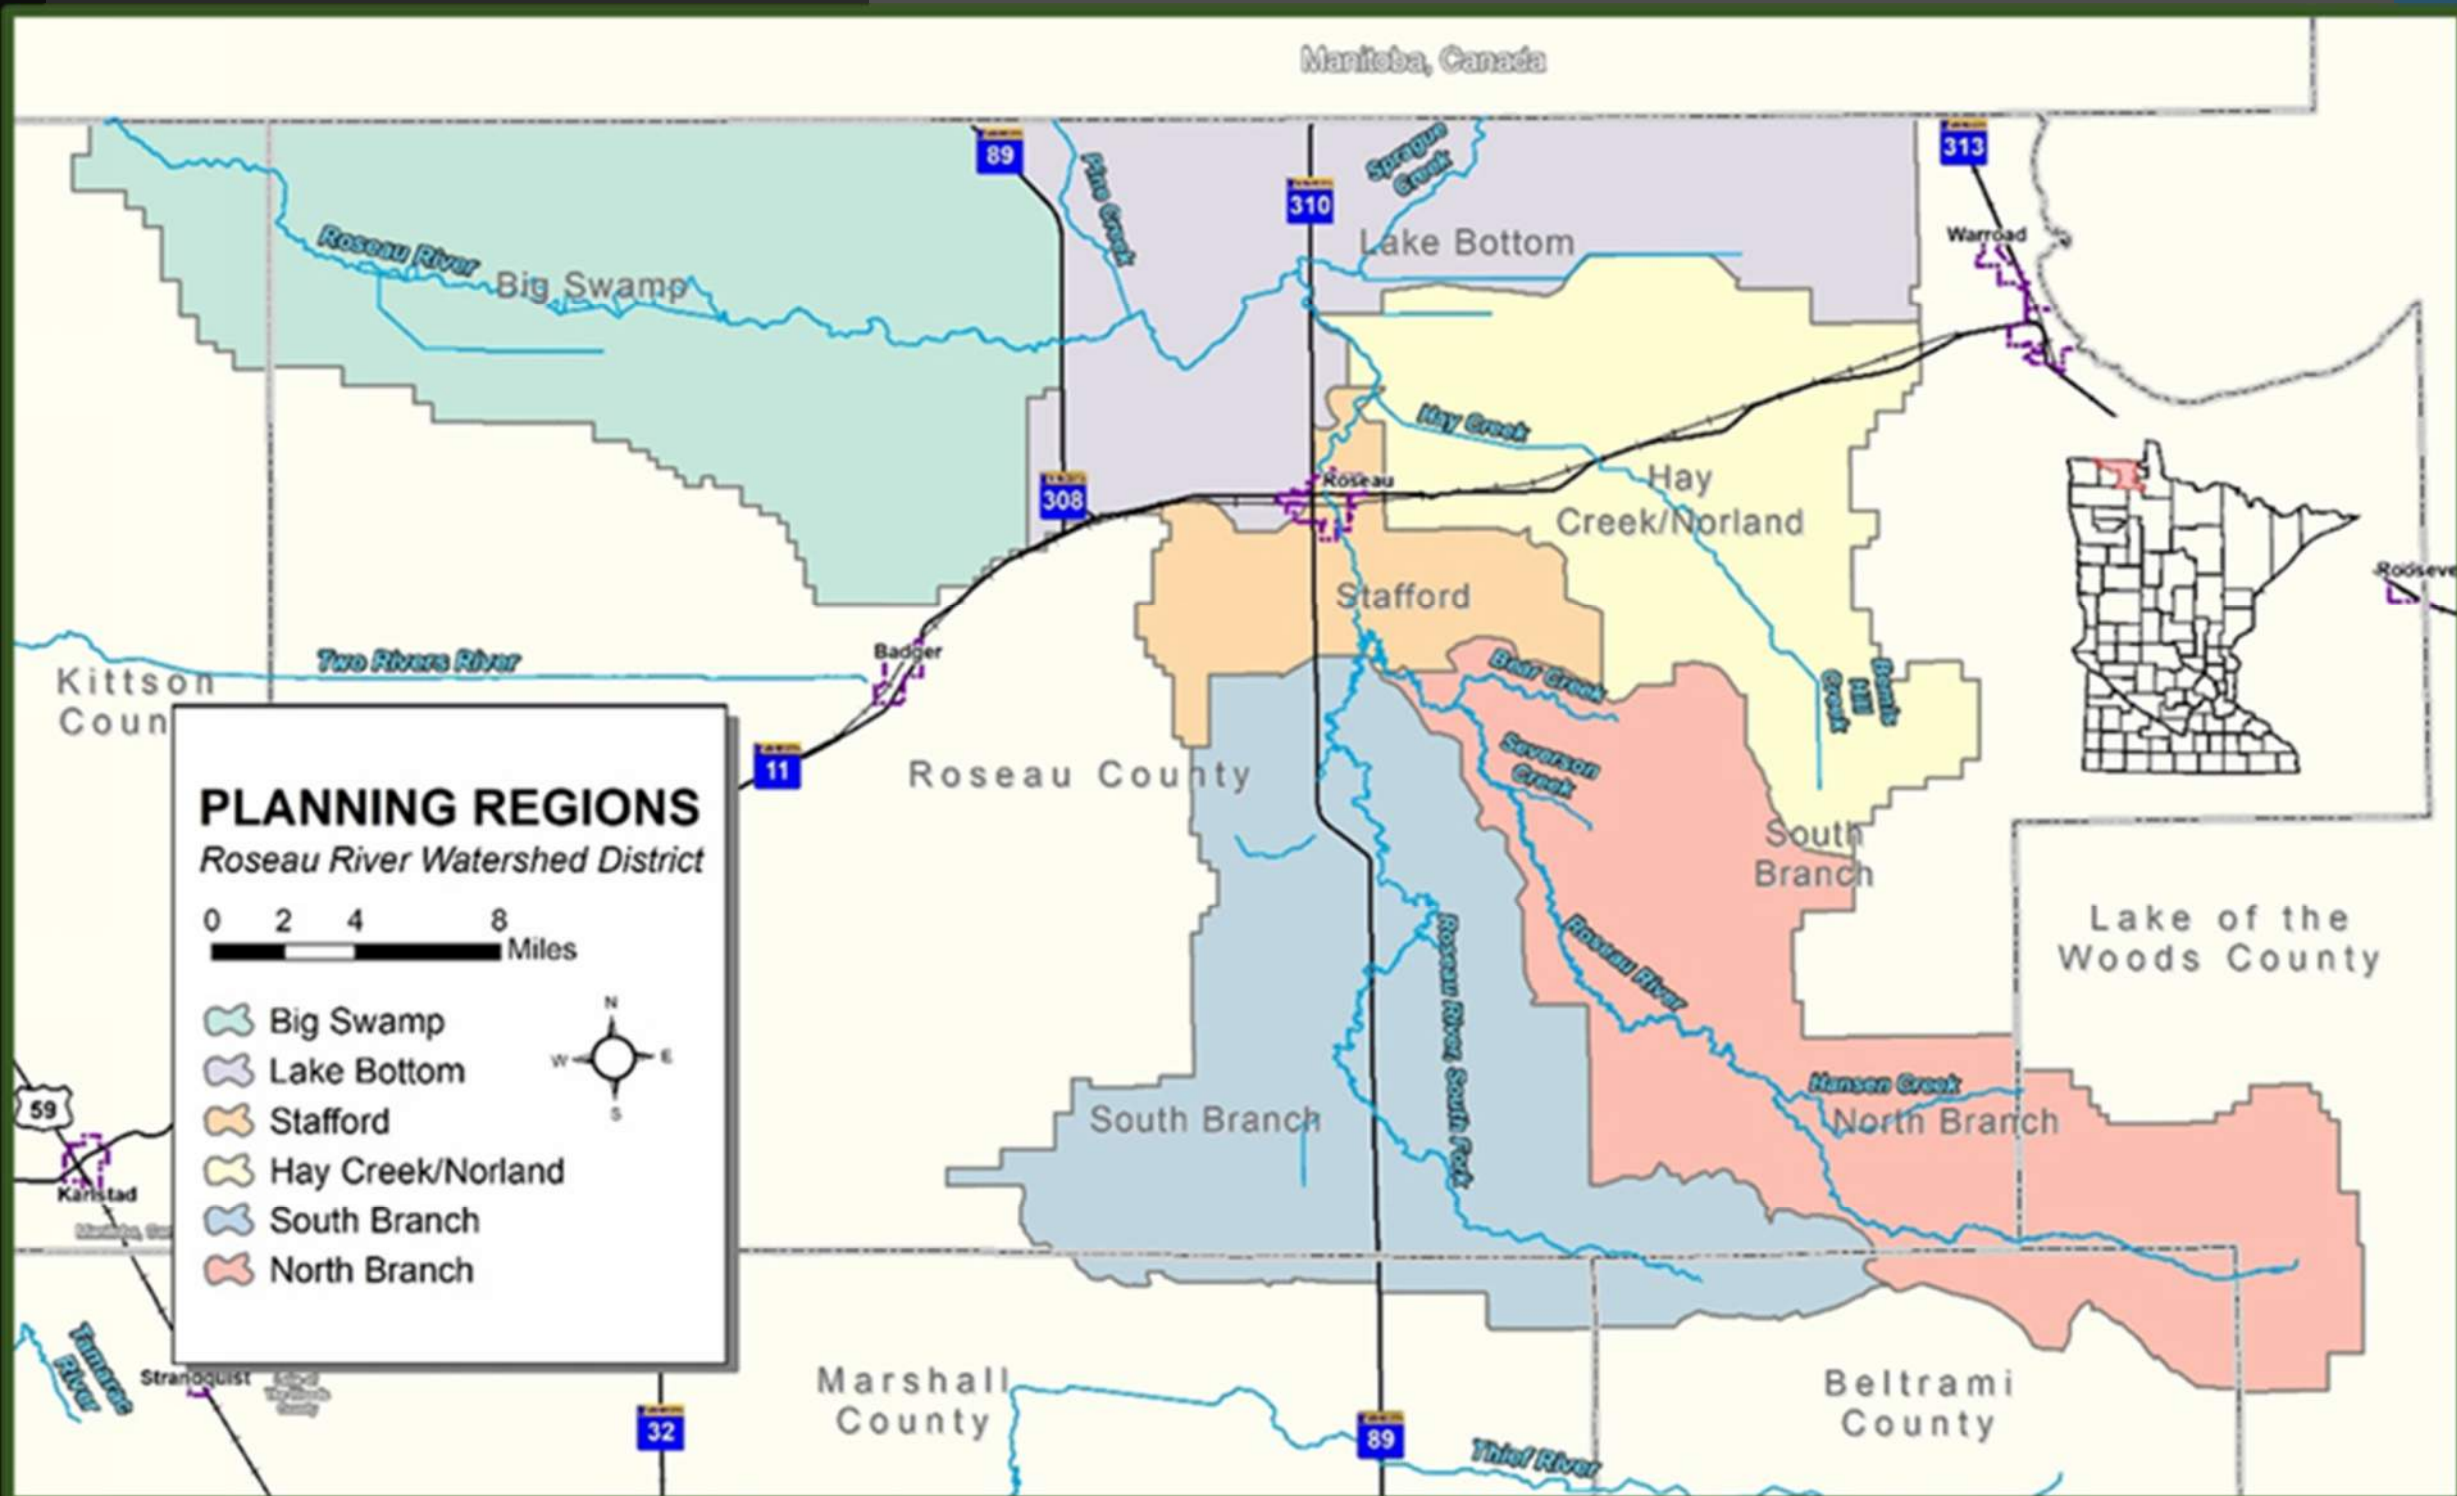 Manitoba, Canada
89
Pine Creek
310
Sprague
Creek
313
Warroad
Lake Bottom
Roseau River
Big Swamp
Hay Creek
Hay
Creek/Norland
308
Roseau
Stafford
Badger
Two Rivers River
Kittson
Coun
Bear Creek
Bemis
Hill
Creek
Severson
Creek
11
Roseau County
South
Branch
Roseau River
Roseau River, South Fork
Lake of the
Woods County
Hansen Creek
North Branch
South Branch
PLANNING REGIONS
Roseau River Watershed District
0 2 4 8
Miles
Big Swamp
Lake Bottom
Stafford
Hay Creek/Norland
South Branch
North Branch
N
W E
S
59
Karlstad
Tamarac
River
Strandquist
32
Marshall
County
89
Thief River
Beltrami
County